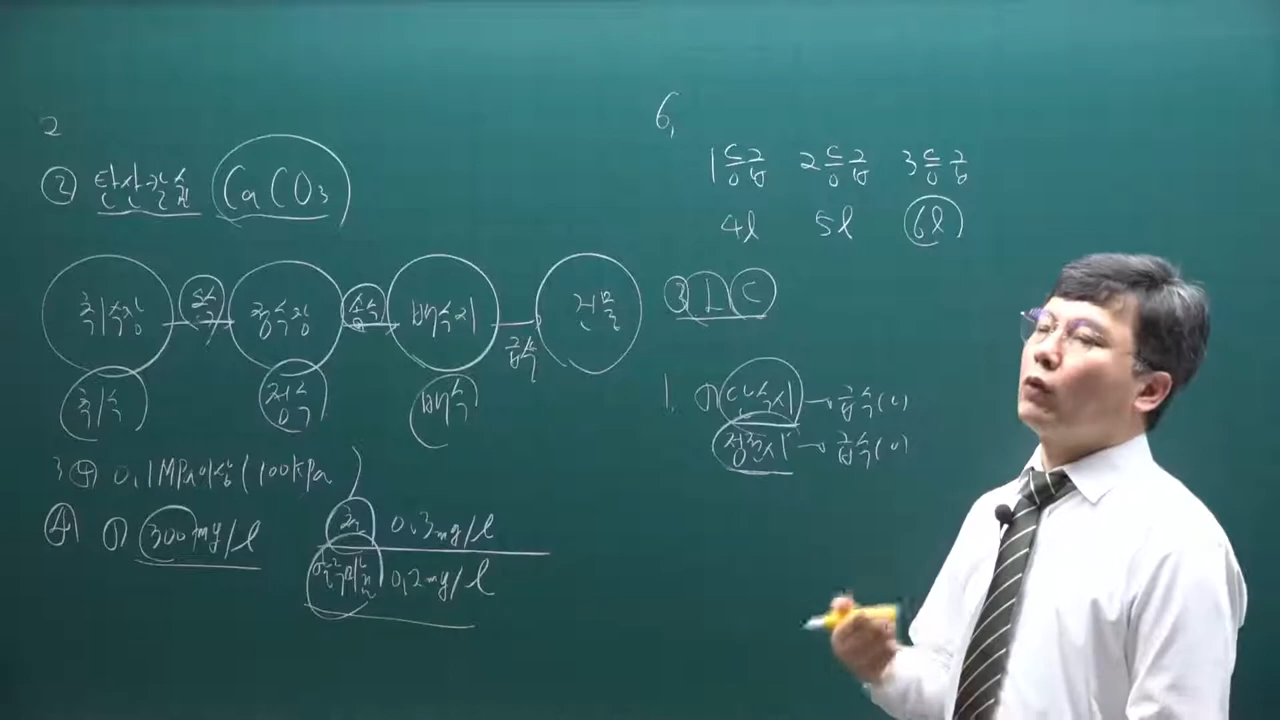 2
② 탄산칼슘 CaCO3
취수장 송수 정수장 송수 배수지 급수 건물
취수 정수 배수
3 ④ 0.1MPa이상 (100kPa)
④ ① 300mg/l
철 0.3mg/l
알루미늄 0.2mg/l
6.
1등급 2등급 3등급
4l 5l 6l
③ 1 C
1. ① 단수시 → 급수(
정전시 → 급수(